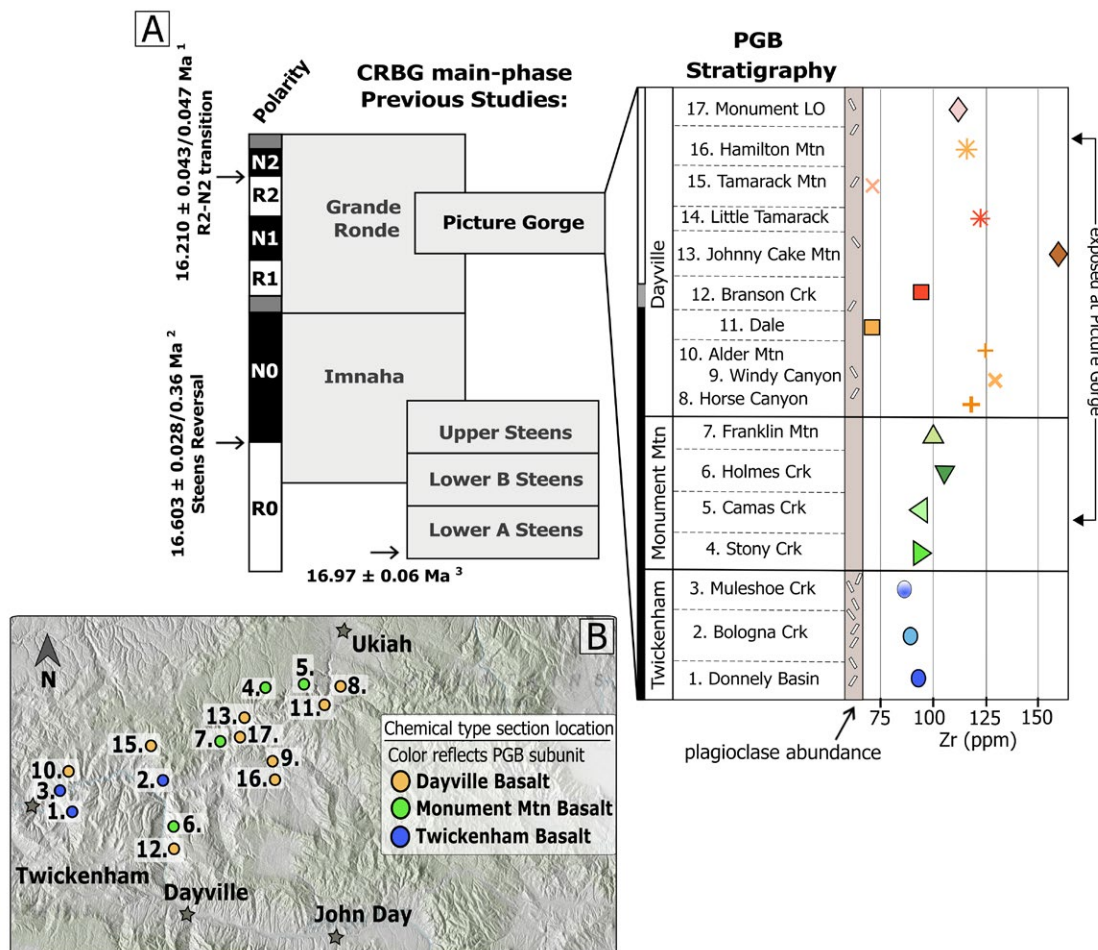 A
16.210 ± 0.043/0.047 Ma 1
R2-N2 transition
16.603 ± 0.028/0.36 Ma 2
Steens Reversal
Polarity
N2
R2
N1
R1
N0
R0
CRBG main-phase
Previous Studies:
Grande
Ronde
Picture Gorge
Imnaha
Upper Steens
Lower B Steens
Lower A Steens
16.97 ± 0.06 Ma 3
PGB
Stratigraphy
Dayville
17. Monument LO
16. Hamilton Mtn
15. Tamarack Mtn
14. Little Tamarack
13. Johnny Cake Mtn
12. Branson Crk
11. Dale
10. Alder Mtn
9. Windy Canyon
8. Horse Canyon
Monument Mtn
7. Franklin Mtn
6. Holmes Crk
5. Camas Crk
4. Stony Crk
Twickenham
3. Muleshoe Crk
2. Bologna Crk
1. Donnely Basin
exposed at Picture Gorge
75 100 125 150
Zr (ppm)
plagioclase abundance
B
N
Ukiah
5.
4.
8.
11.
13.
7.
17.
15.
9.
10.
2.
16.
3.
1.
6.
12.
Twickenham
Dayville
John Day
Chemical type section location
Color reflects PGB subunit
Dayville Basalt
Monument Mtn Basalt
Twickenham Basalt